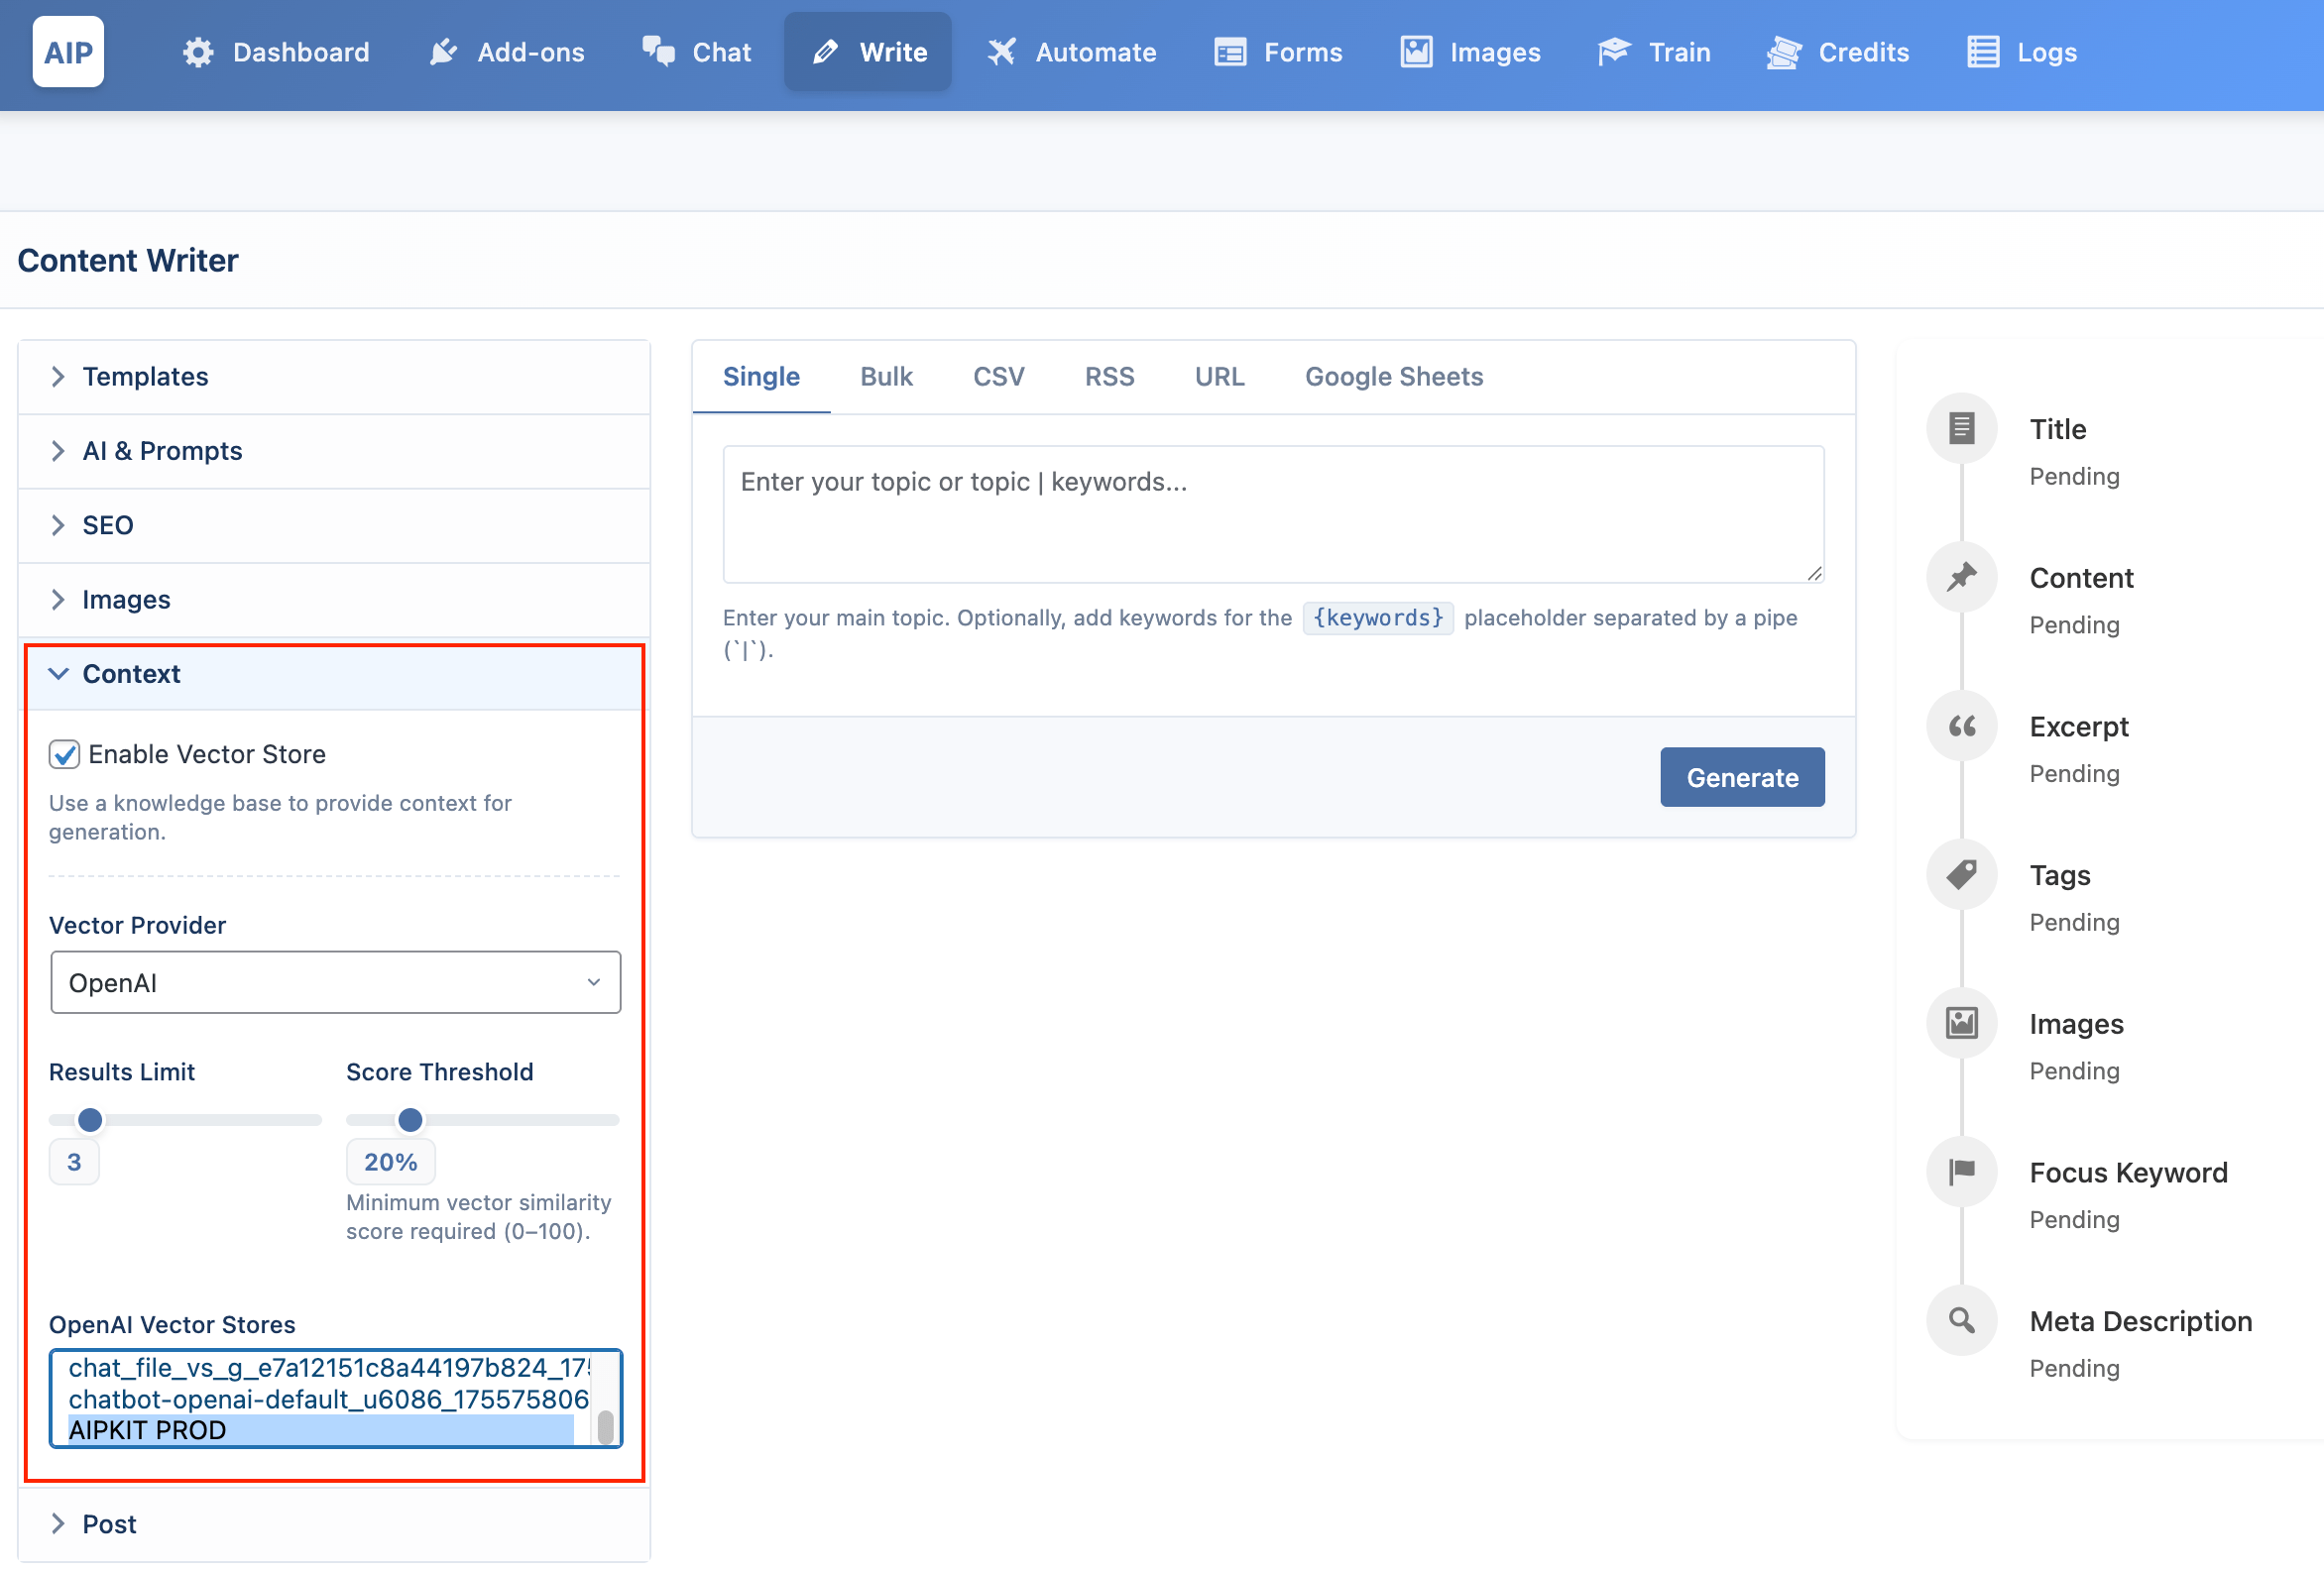 AIP
Dashboard
Add-ons
Chat
Write
Automate
Forms
Images
Train
Credits
Logs
Content Writer
Templates
AI & Prompts
SEO
Images
Context
Enable Vector Store
Use a knowledge base to provide context for
generation.
Vector Provider
OpenAI
Results Limit
Score Threshold
3
20%
Minimum vector similarity
score required (0–100).
OpenAI Vector Stores
chat_file_vs_g_e7a12151c8a44197b824_175
chatbot-openai-default_u6086_175575806
AIPKIT PROD
Post
Single
Bulk
CSV
RSS
URL
Google Sheets
Enter your topic or topic | keywords...
Enter your main topic. Optionally, add keywords for the {keywords} placeholder separated by a pipe
(`|`).
Generate
Title
Pending
Content
Pending
Excerpt
Pending
Tags
Pending
Images
Pending
Focus Keyword
Pending
Meta Description
Pending